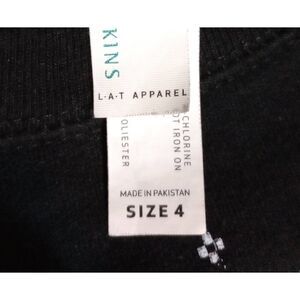 KINS
L·A·T APPAREL
CHLORINE
OT IRON ON
OLIESTER
MADE IN PAKISTAN
SIZE 4